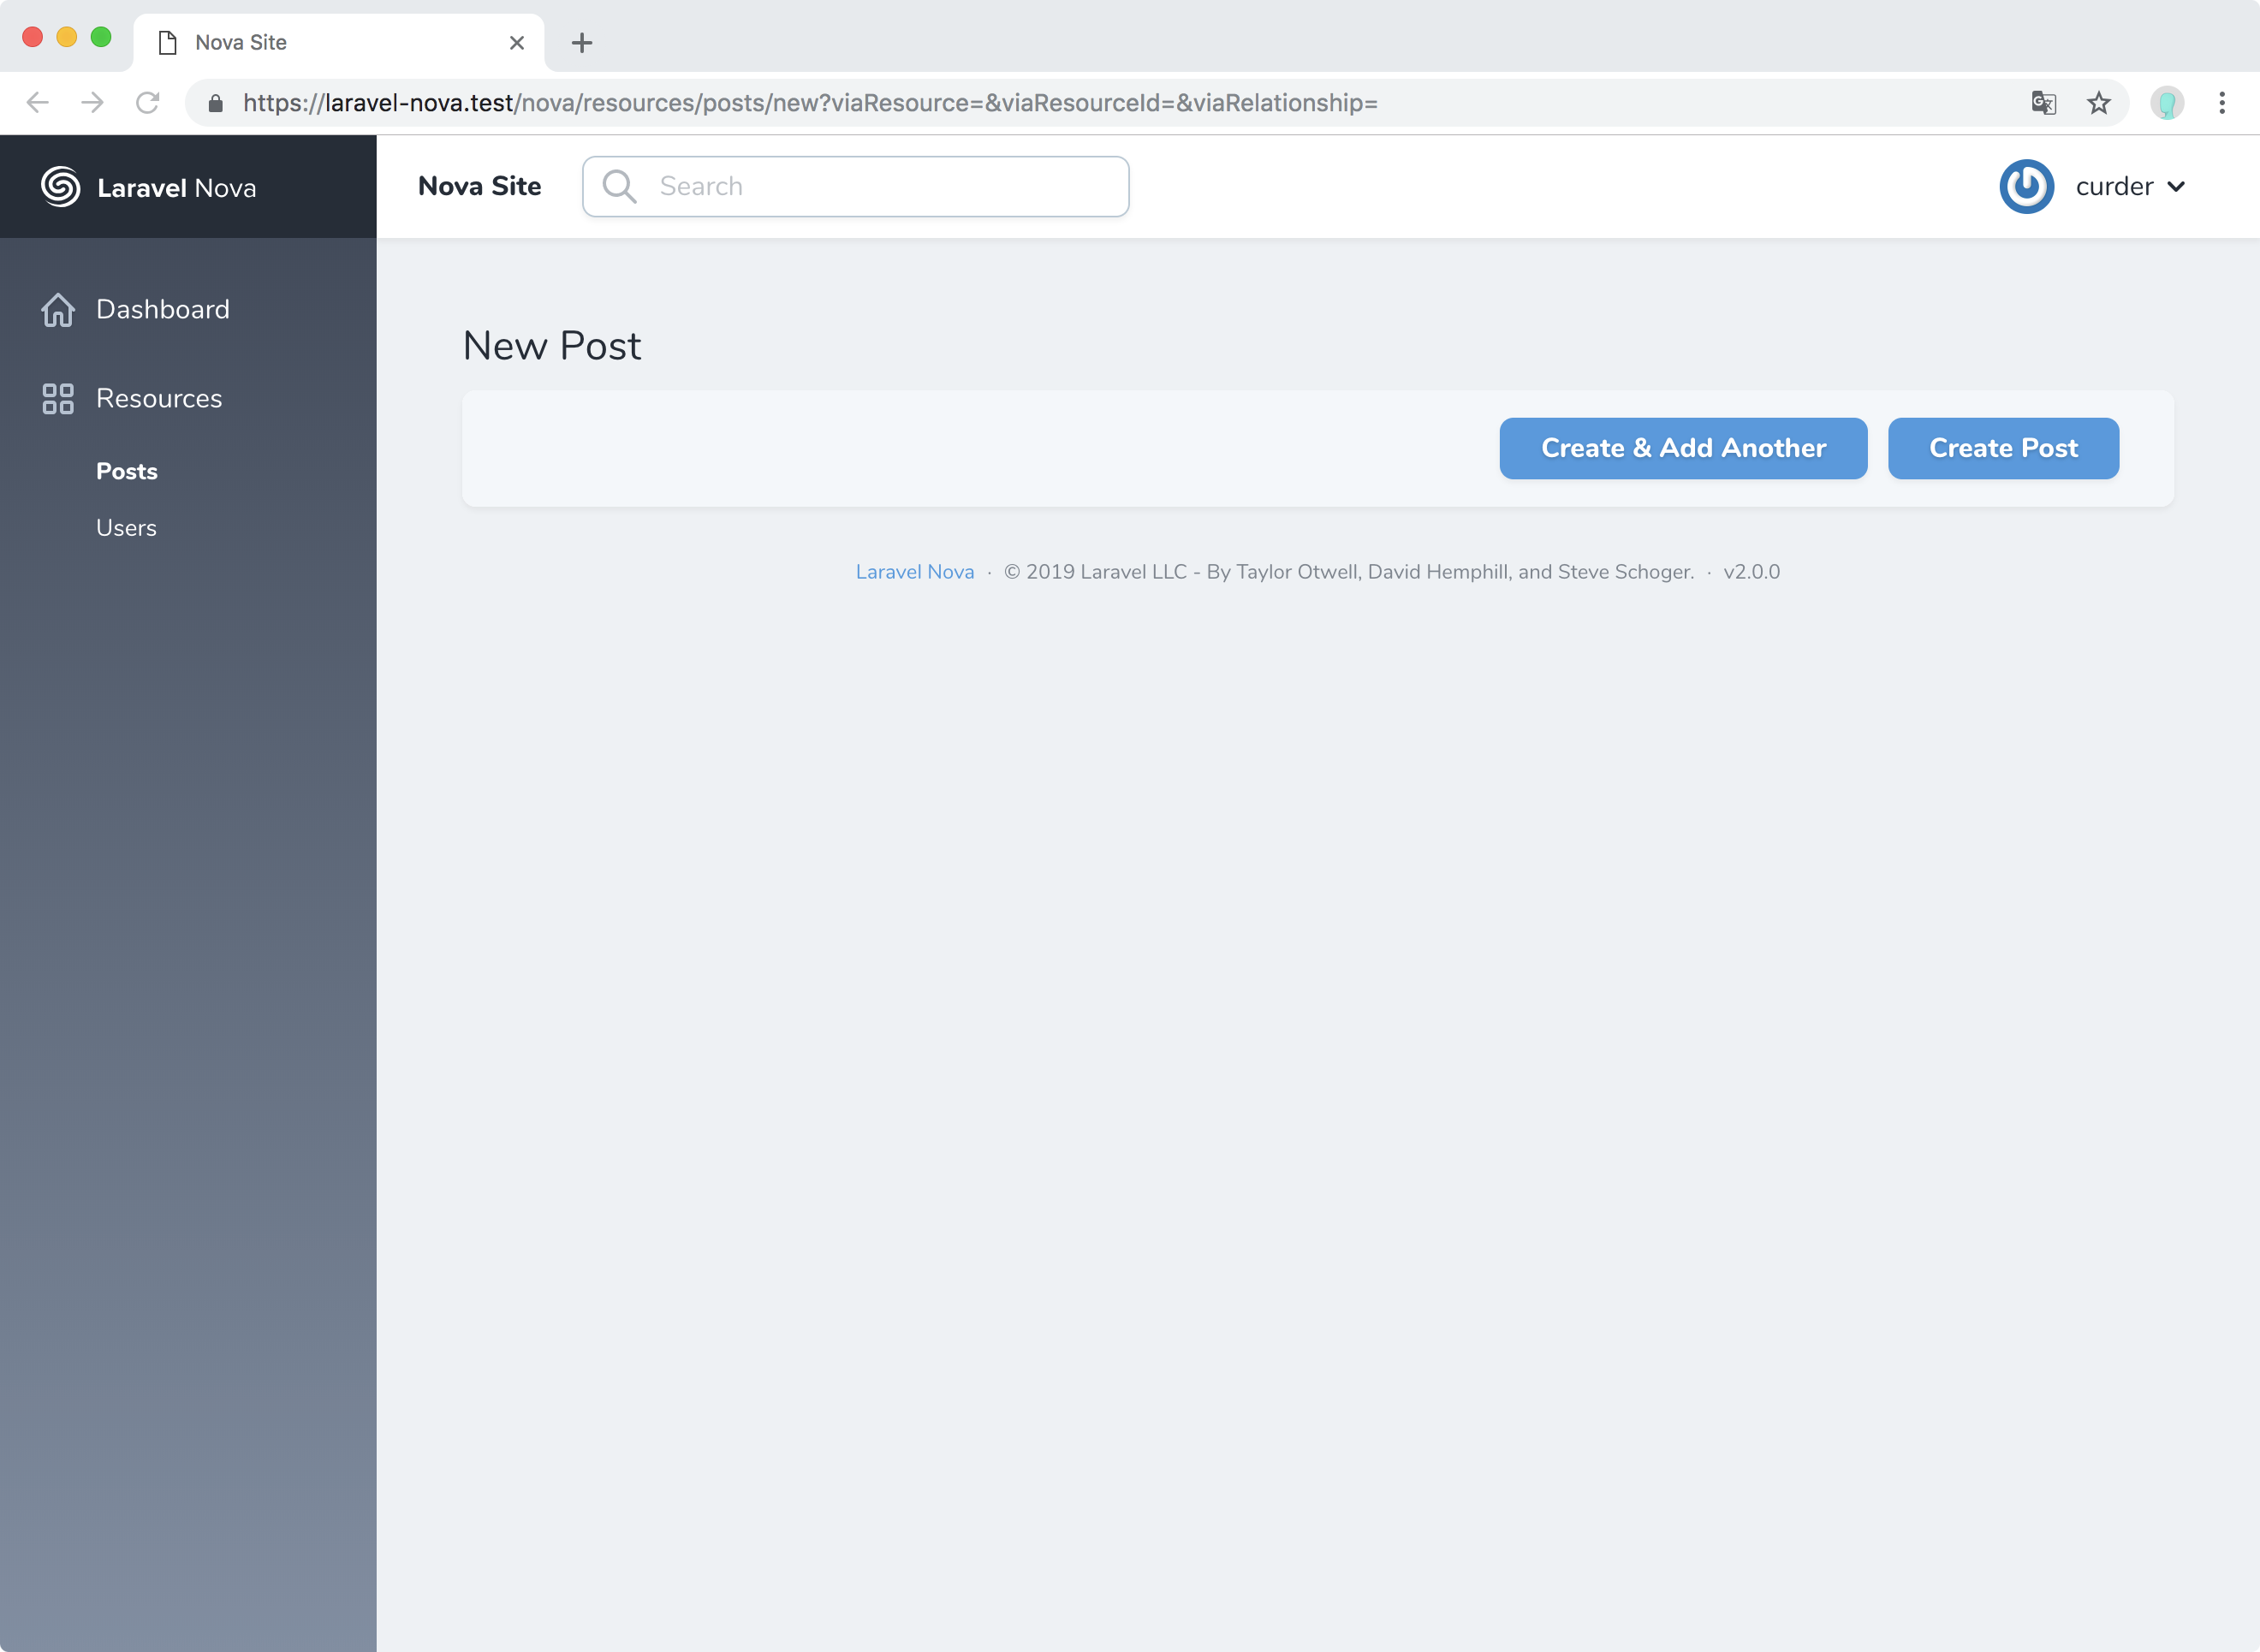 Nova Site
https://laravel-nova.test/nova/resources/posts/new?viaResource=&viaResourceId=&viaRelationship=
Laravel Nova
Nova Site
Search
curder
Dashboard
Resources
Posts
Users
New Post
Create & Add Another
Create Post
Laravel Nova · © 2019 Laravel LLC - By Taylor Otwell, David Hemphill, and Steve Schoger. · v2.0.0